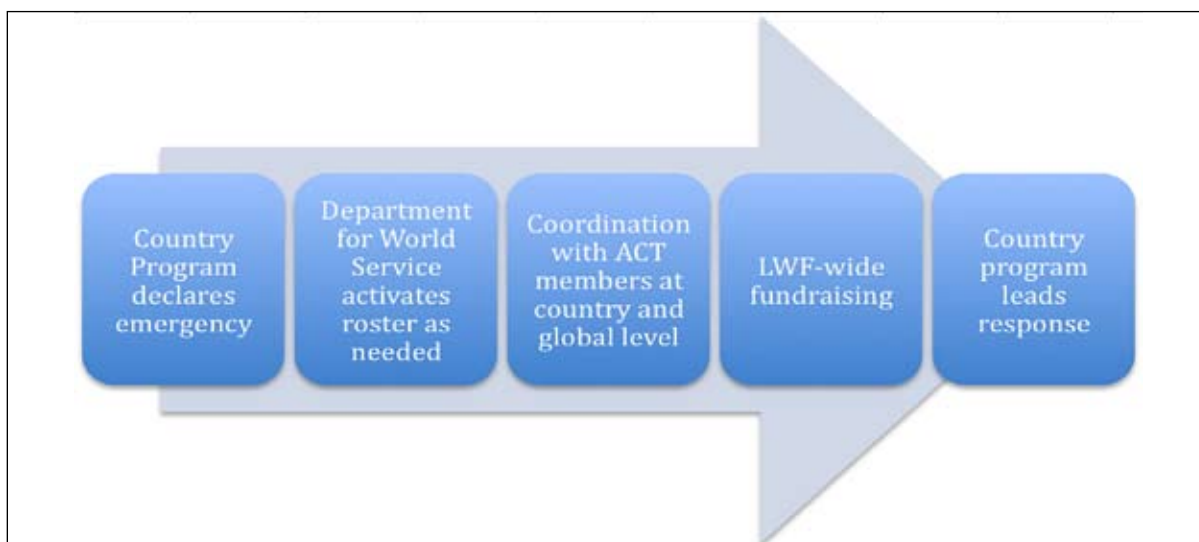 Country
Program
declares
emergency
Department
for World
Service
activates
roster as
needed
Coordination
with ACT
members at
country and
global level
LWF-wide
fundraising
Country
program
leads
response